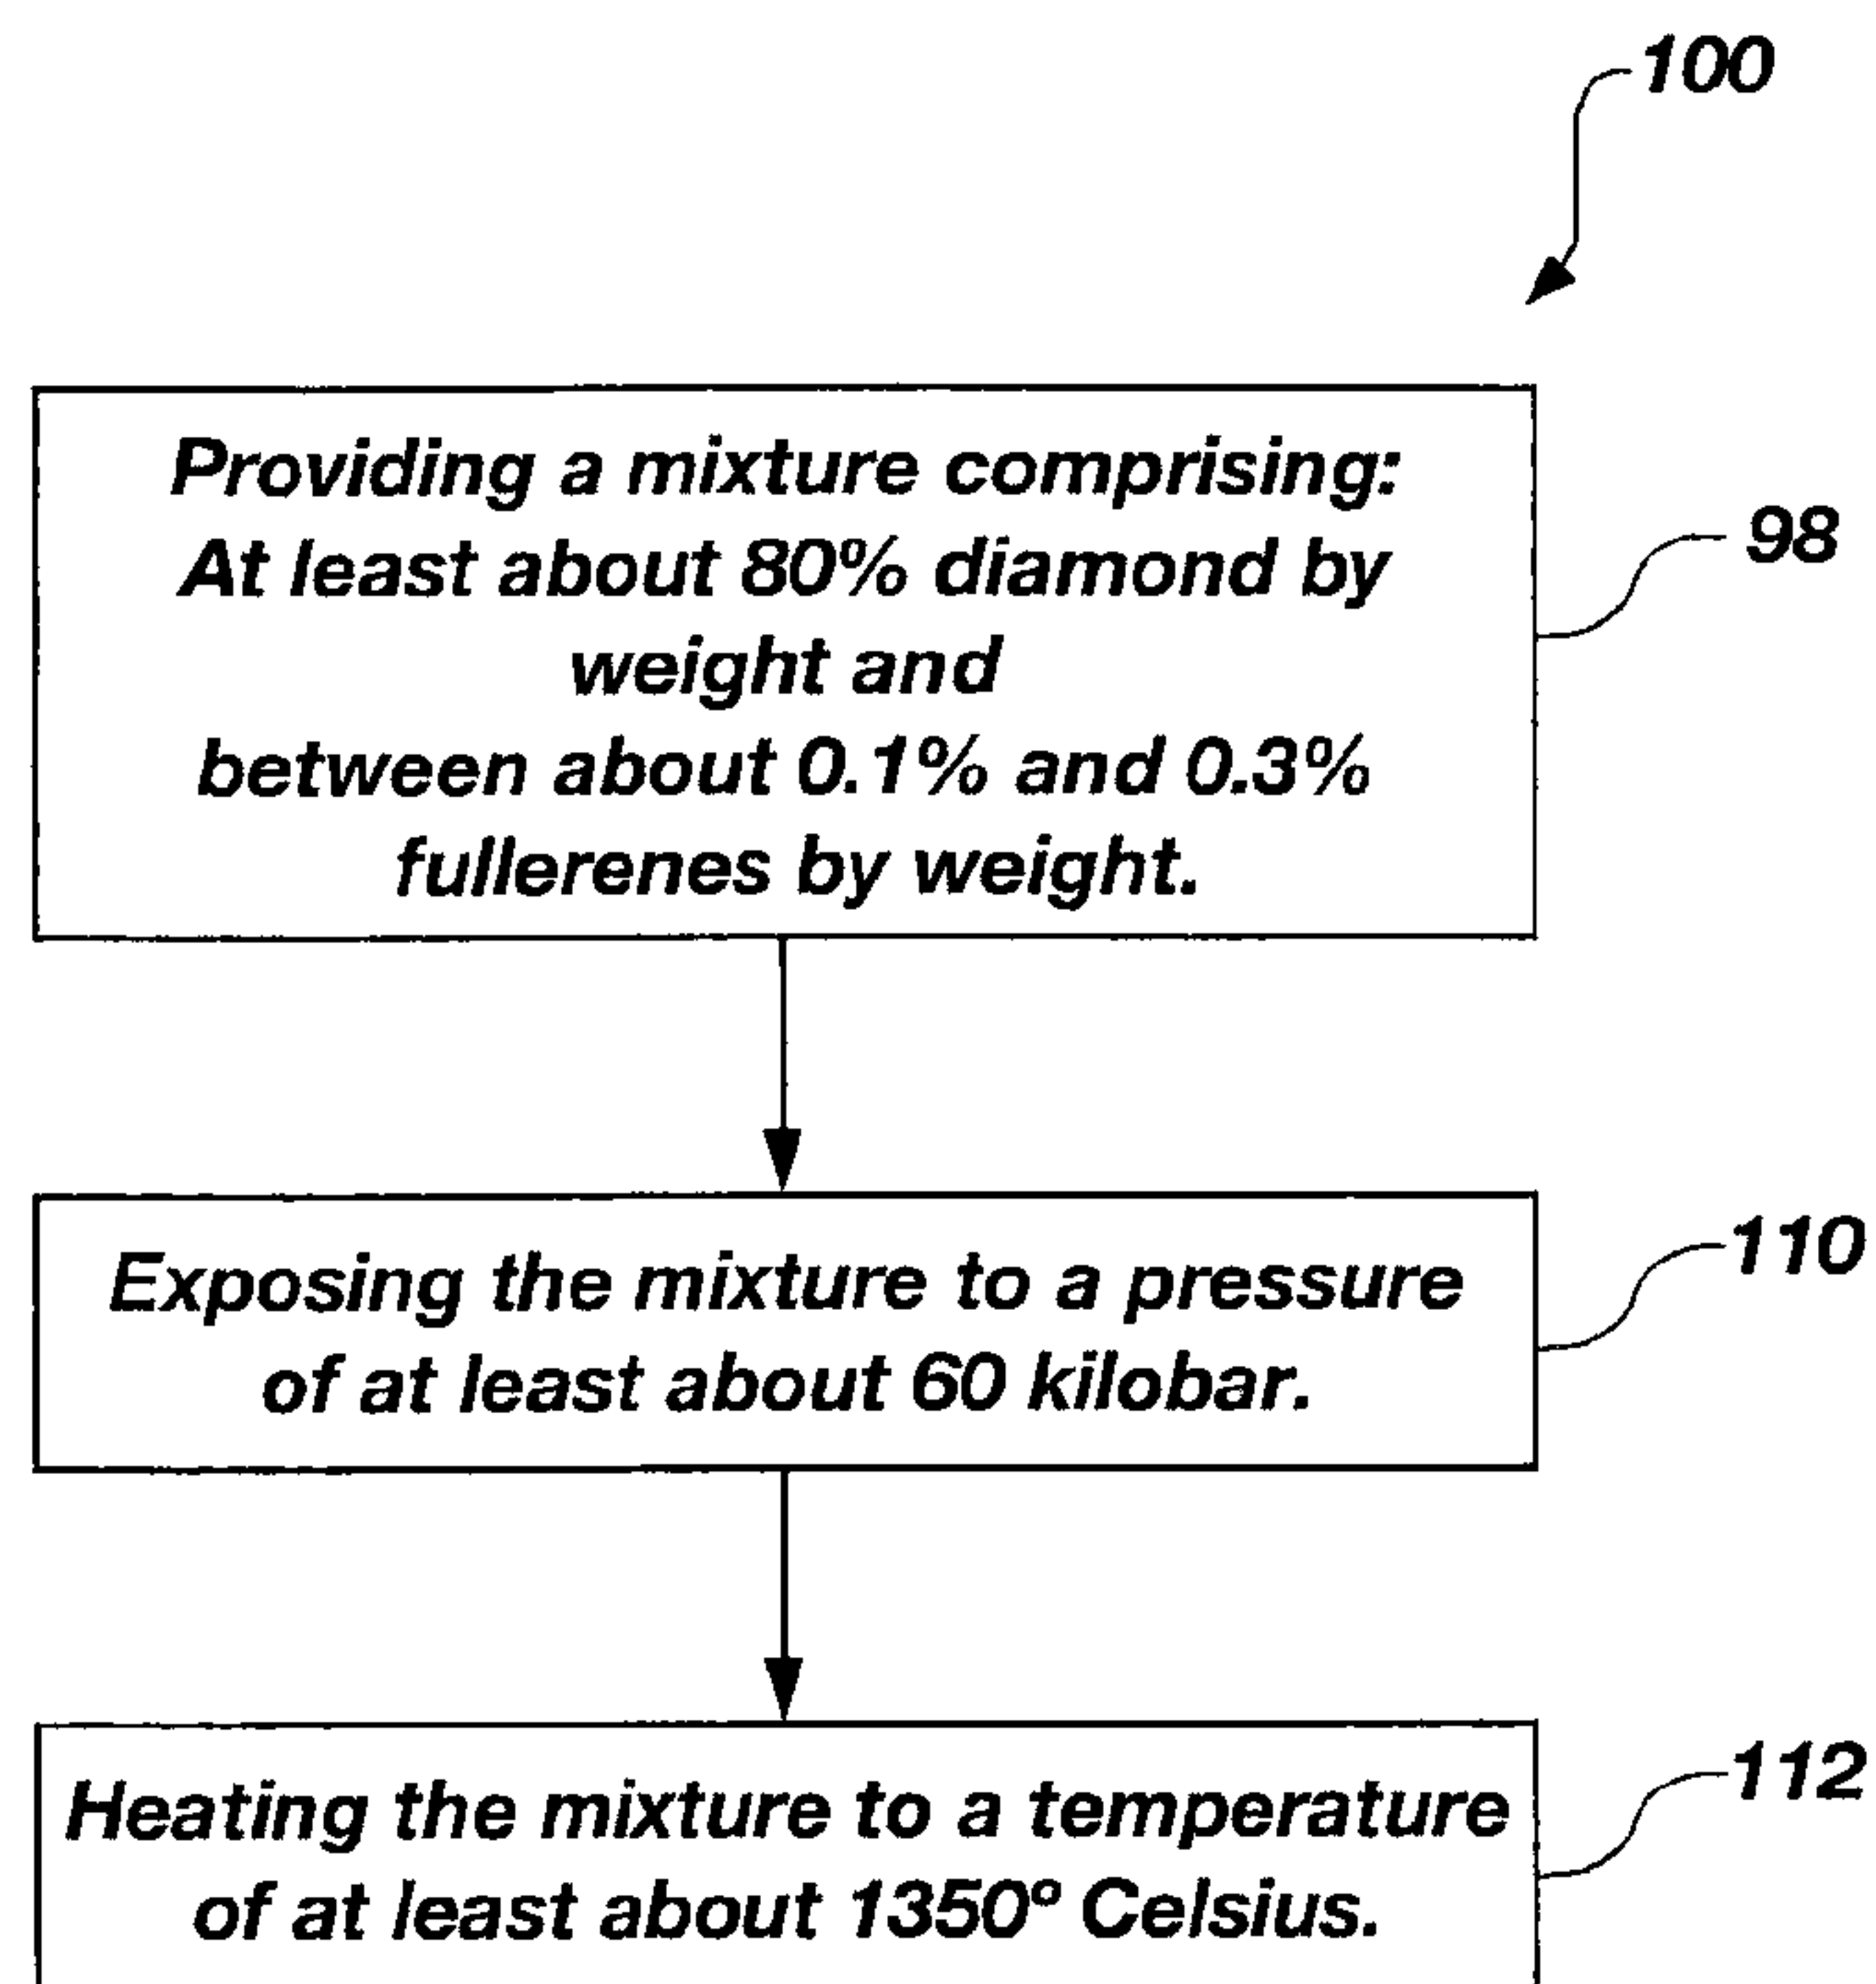 100
Providing a mixture comprising:
At least about 80% diamond by
weight and
between about 0.1% and 0.3%
fullerenes by weight.
98
Exposing the mixture to a pressure
of at least about 60 kilobar.
110
Heating the mixture to a temperature
of at least about 1350º Celsius.
112